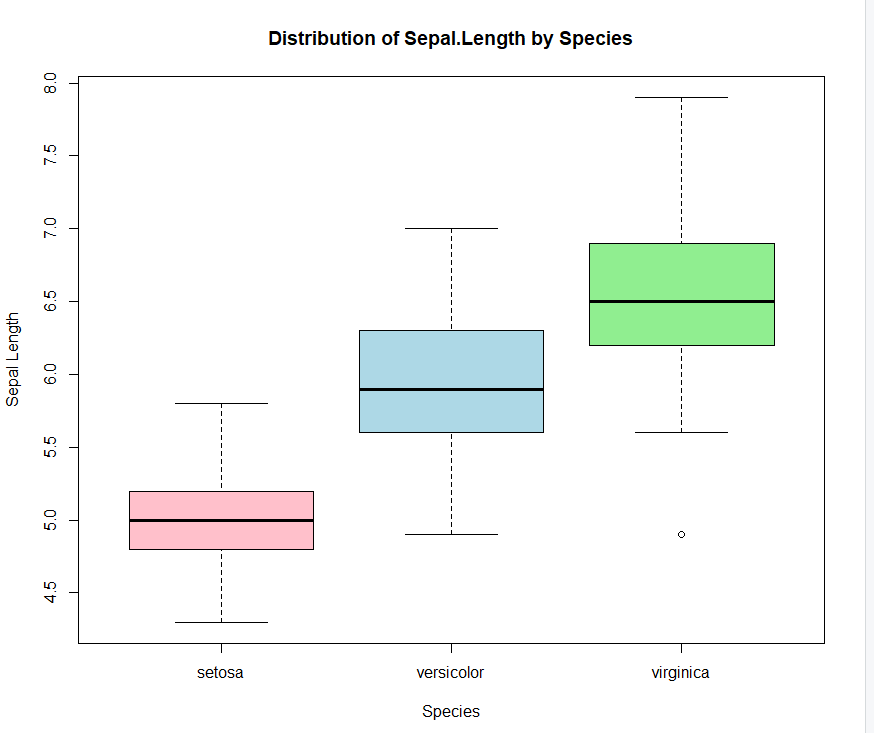 Distribution of Sepal.Length by Species
8.0
7.5
7.0
6.5
6.0
5.5
5.0
4.5
Sepal Length
setosa versicolor virginica
Species